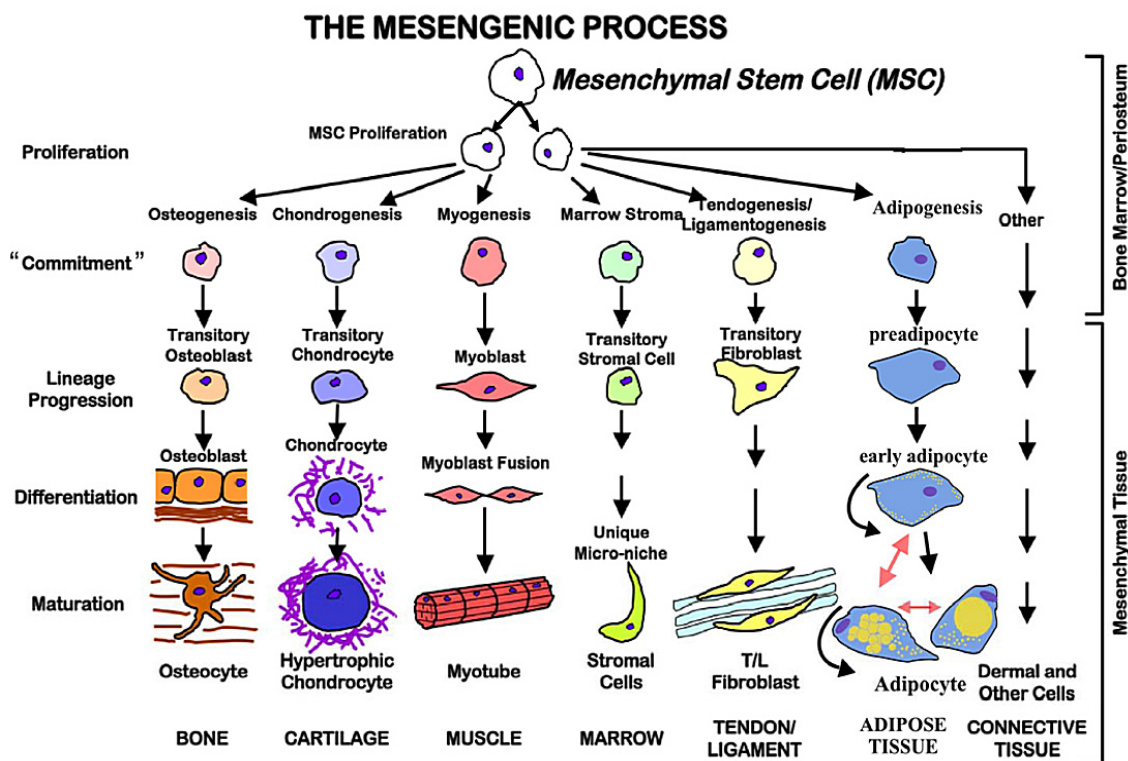 THE MESENGENIC PROCESS
Mesenchymal Stem Cell (MSC)
MSC Proliferation
Proliferation
Osteogenesis
Chondrogenesis
Myogenesis
Marrow Stroma
Tendogenesis/
Ligamentogenesis
Adipogenesis
Other
“Commitment”
Transitory
Osteoblast
Transitory
Chondrocyte
Myoblast
Transitory
Stromal Cell
Transitory
Fibroblast
preadipocyte
Lineage
Progression
Osteoblast
Chondrocyte
Myoblast Fusion
early adipocyte
Differentiation
Unique
Micro-niche
Maturation
Osteocyte
Hypertrophic
Chondrocyte
Myotube
Stromal
Cells
T/L
Fibroblast
Adipocyte
Dermal and
Other Cells
BONE
CARTILAGE
MUSCLE
MARROW
TENDON/
LIGAMENT
ADIPOSE
TISSUE
CONNECTIVE
TISSUE
Bone Marrow/Periosteum
Mesenchymal Tissue